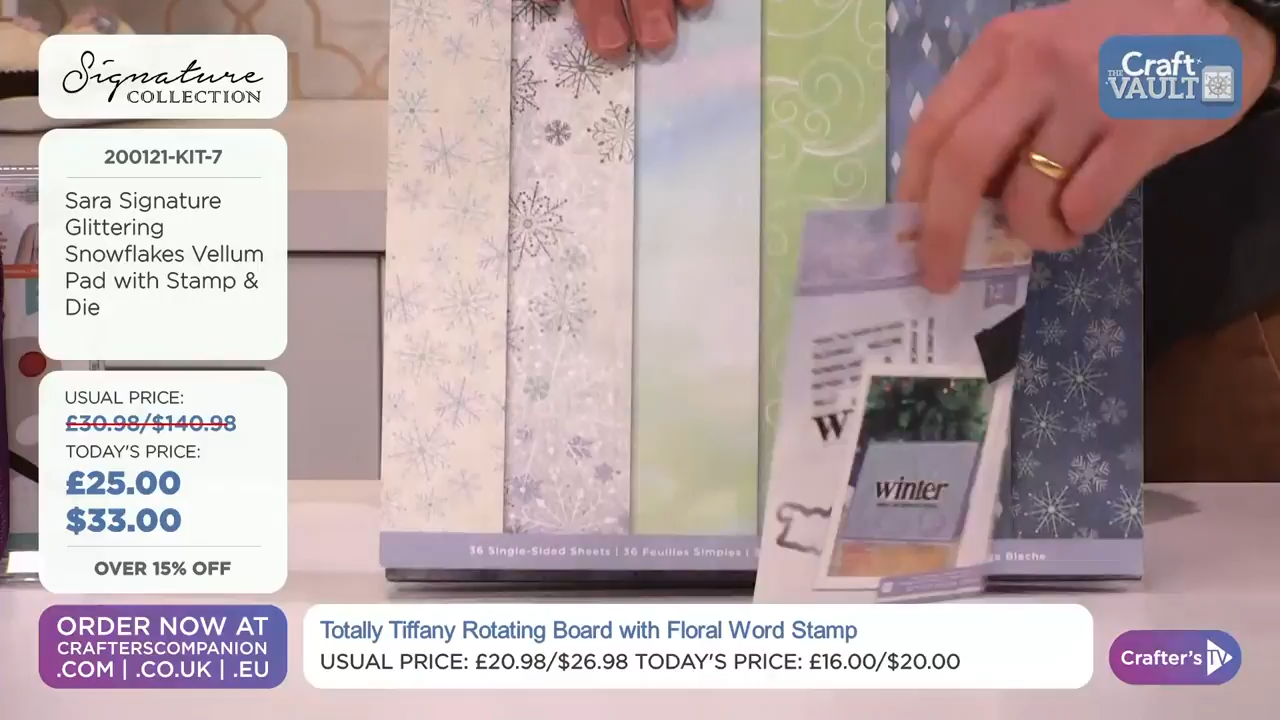 Signature
COLLECTION
200121-KIT-7
Sara Signature
Glittering
Snowflakes Vellum
Pad with Stamp &
Die
USUAL PRICE:
£30.98/$140.98
TODAY'S PRICE:
£25.00
$33.00
OVER 15% OFF
ORDER NOW AT
CRAFTERSCOMPANION
.COM | .CO.UK | .EU
THE Craft
VAULT
12
winter
36 Single-Sided Sheets | 36 Feuilles Simples |
Totally Tiffany Rotating Board with Floral Word Stamp
USUAL PRICE: £20.98/$26.98 TODAY'S PRICE: £16.00/$20.00
Crafter's TV